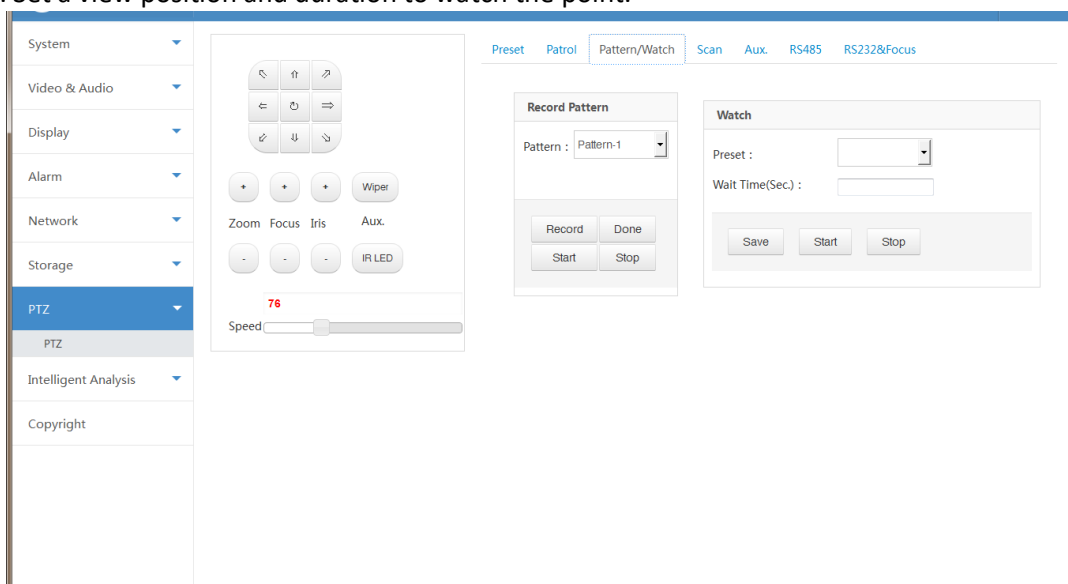 set a view position and duration to watch the point.
System
Video & Audio
Display
Alarm
Network
Storage
PTZ
PTZ
Intelligent Analysis
Copyright
+ + + Wiper
Zoom Focus Iris Aux.
- - - IR LED
76
Speed
Preset Patrol Pattern/Watch Scan Aux. RS485 RS232&Focus
Record Pattern
Pattern : Pattern-1
Record Done
Start Stop
Watch
Preset :
Wait Time(Sec.) :
Save Start Stop